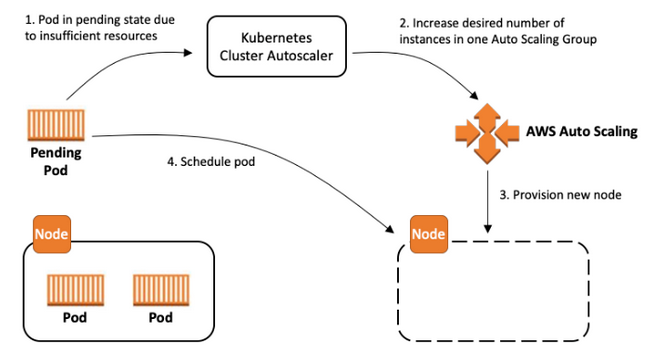 1. Pod in pending state due
to insufficient resources
Kubernetes
Cluster Autoscaler
2. Increase desired number of
instances in one Auto Scaling Group
Pending
Pod
AWS Auto Scaling
4. Schedule pod
3. Provision new node
Node
Node
Pod
Pod